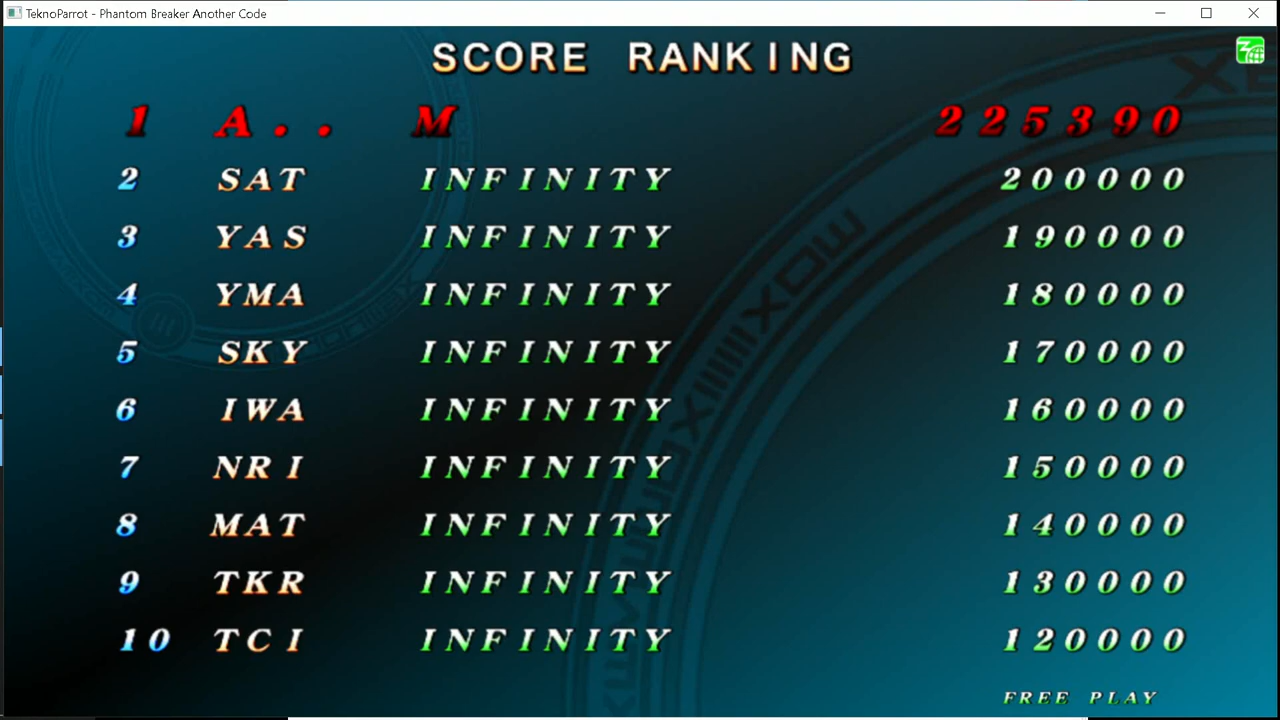 TeknoParrot - Phantom Breaker Another Code
SCORE RANKING
1 A.. M 225390
2 SAT INFINITY 200000
3 YAS INFINITY 190000
4 YMA INFINITY 180000
5 SKY INFINITY 170000
6 IWA INFINITY 160000
7 NRI INFINITY 150000
8 MAT INFINITY 140000
9 TKR INFINITY 130000
10 TCI INFINITY 120000
FREE PLAY